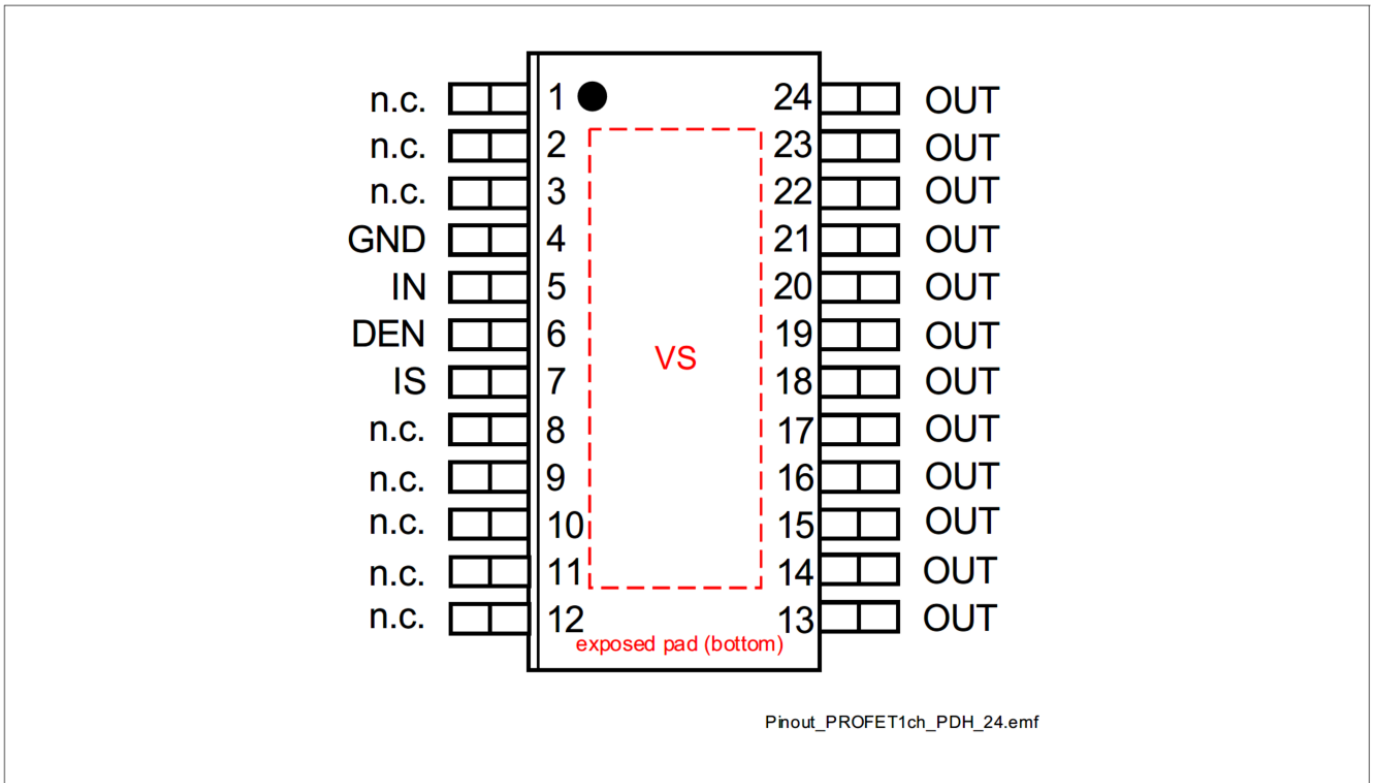 n.c. 1 24 OUT
n.c. 2 23 OUT
n.c. 3 22 OUT
GND 4 21 OUT
IN 5 20 OUT
DEN 6 19 OUT
VS
IS 7 18 OUT
n.c. 8 17 OUT
n.c. 9 16 OUT
n.c. 10 15 OUT
n.c. 11 14 OUT
n.c. 12 13 OUT
exposed pad (bottom)
Pinout_PROFET1ch_PDH_24.emf